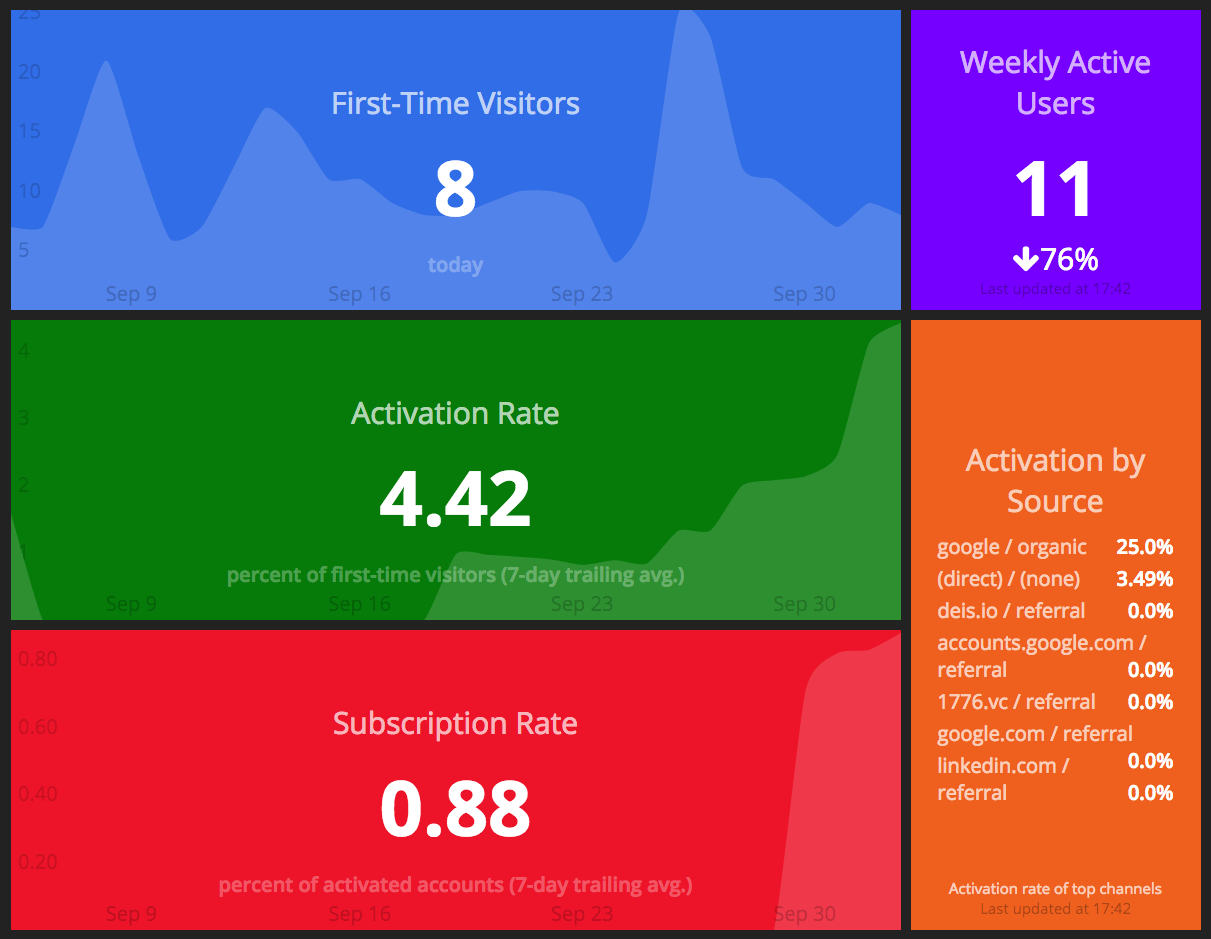 25
20
15
10
5
First-Time Visitors
8
today
Sep 9 Sep 16 Sep 23 Sep 30
Weekly Active
Users
11
76%
Last updated at 17:42
4
3
2
1
Activation Rate
4.42
percent of first-time visitors (7-day trailing avg.)
Sep 9 Sep 16 Sep 23 Sep 30
Activation by
Source
google / organic 25.0%
(direct) / (none) 3.49%
deis.io / referral 0.0%
accounts.google.com /
referral 0.0%
1776.vc / referral 0.0%
google.com / referral
0.0%
linkedin.com /
referral 0.0%
Activation rate of top channels
Last updated at 17:42
0.80
0.60
0.40
0.20
Subscription Rate
0.88
percent of activated accounts (7-day trailing avg.)
Sep 9 Sep 16 Sep 23 Sep 30